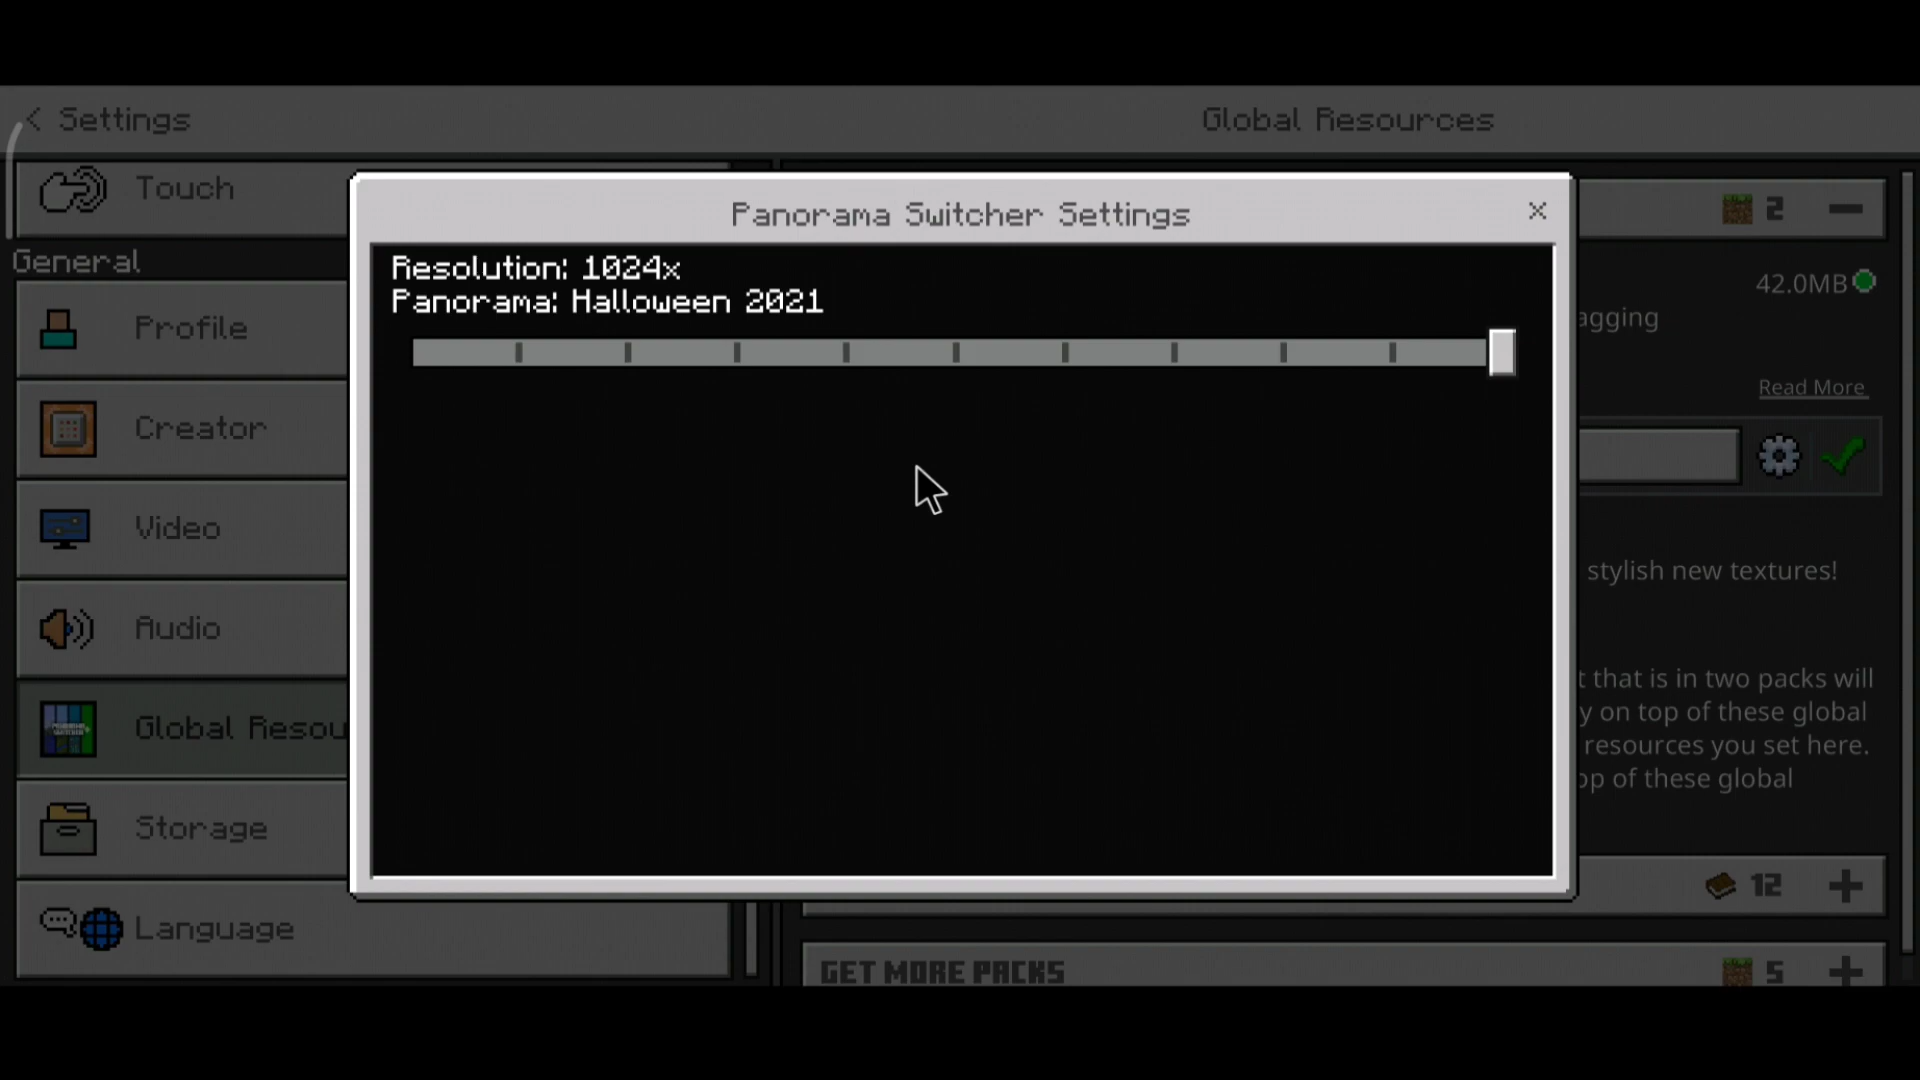 Settings
Global Resources
Touch
Panorama Switcher Settings
2
General
Resolution: 1024x
Panorama: Halloween 2021
42.0MB
agging
Profile
Read More
Creator
Video
stylish new textures!
Audio
t that is in two packs will
y on top of these global
resources you set here.
op of these global
Global Resou
Storage
12
Language
GET MORE PACKS
5